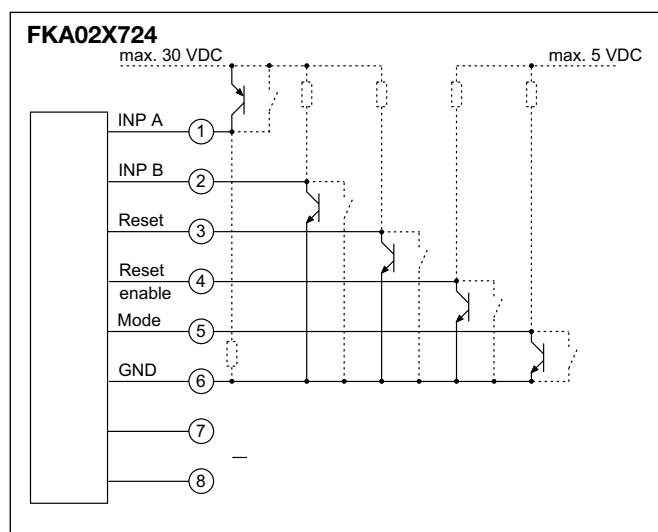 FKA02X724
max. 30 VDC
max. 5 VDC
INP A
1
INP B
2
Reset
3
Reset
enable
4
Mode
5
GND
6
7
8